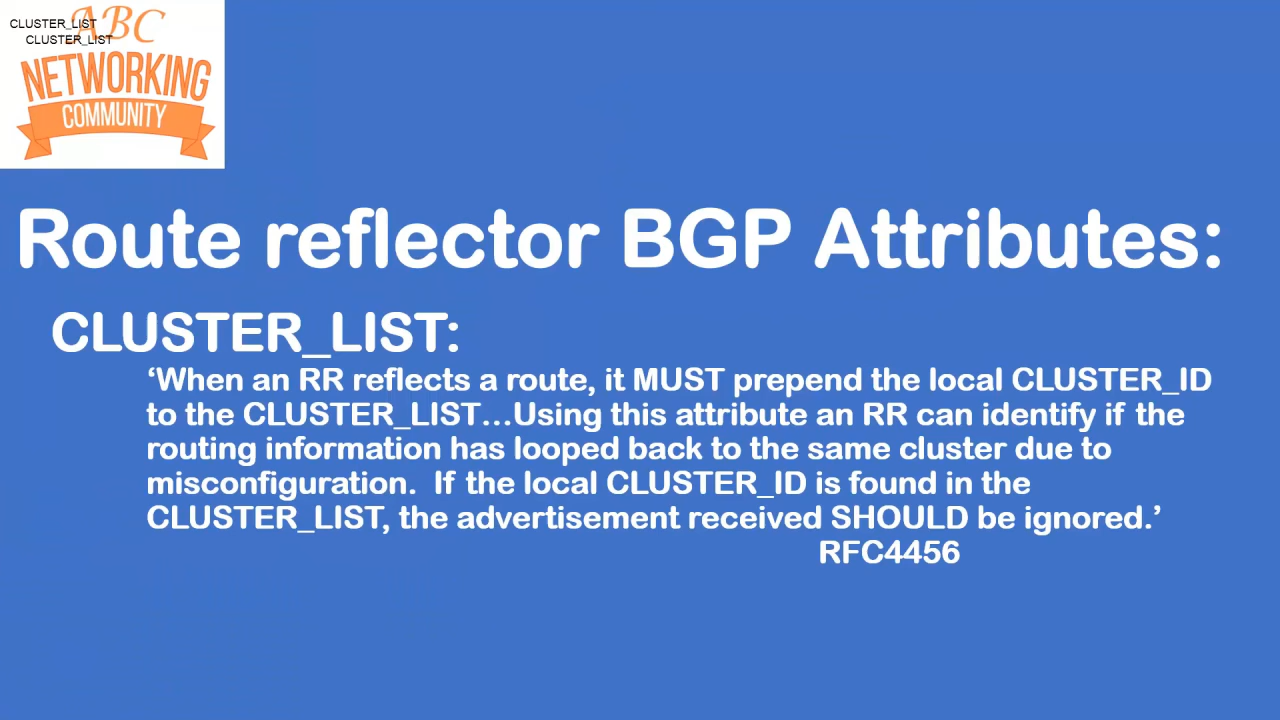 CLUSTER_LIST
CLUSTER_LIST
ABC
NETWORKING
COMMUNITY
Route reflector BGP Attributes:
CLUSTER_LIST:
‘When an RR reflects a route, it MUST prepend the local CLUSTER_ID
to the CLUSTER_LIST...Using this attribute an RR can identify if the
routing information has looped back to the same cluster due to
misconfiguration.  If the local CLUSTER_ID is found in the
CLUSTER_LIST, the advertisement received SHOULD be ignored.’
RFC4456